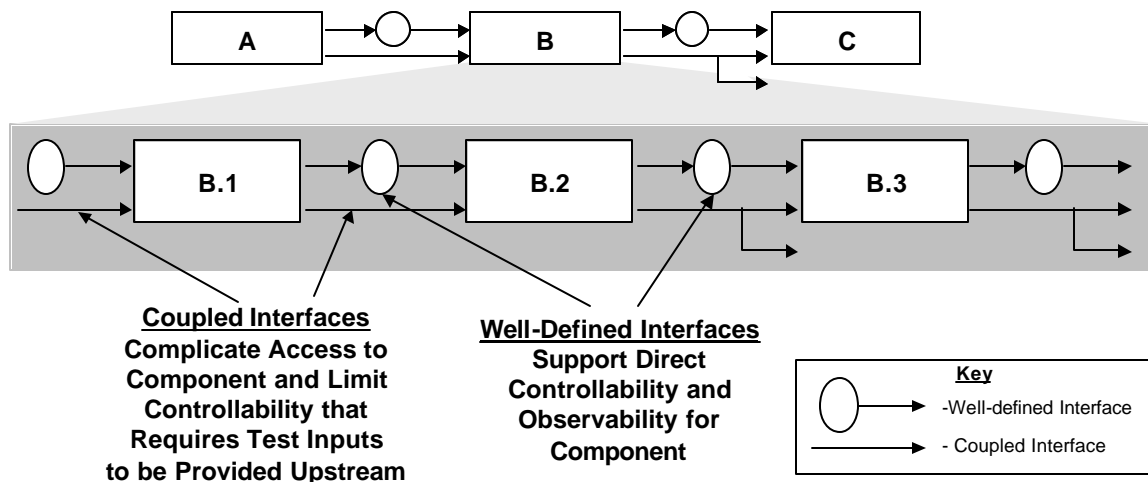 A
B
C
B.1
B.2
B.3
Coupled Interfaces
Complicate Access to
Component and Limit
Controllability that
Requires Test Inputs
to be Provided Upstream
Well-Defined Interfaces
Support Direct
Controllability and
Observability for
Component
Key
-Well-defined Interface
- Coupled Interface